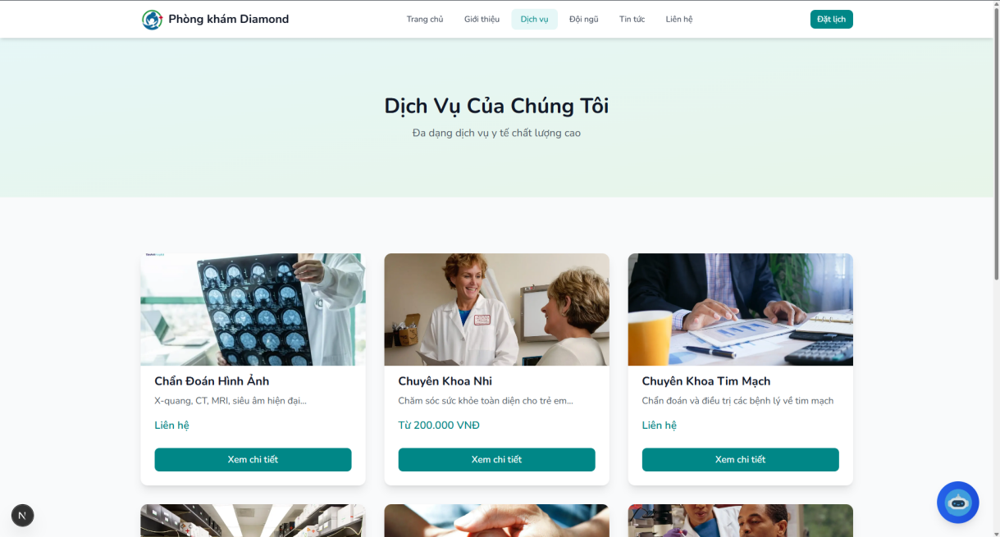 Phòng khám Diamond
Trang chủ
Giới thiệu
Dịch vụ
Đội ngũ
Tin tức
Liên hệ
Đặt lịch
Dịch Vụ Của Chúng Tôi
Đa dạng dịch vụ y tế chất lượng cao
Chẩn Đoán Hình Ảnh
X-quang, CT, MRI, siêu âm hiện đại...
Liên hệ
Xem chi tiết
Chuyên Khoa Nhi
Chăm sóc sức khỏe toàn diện cho trẻ em...
Từ 200.000 VNĐ
Xem chi tiết
Chuyên Khoa Tim Mạch
Chẩn đoán và điều trị các bệnh lý về tim mạch
Liên hệ
Xem chi tiết
N